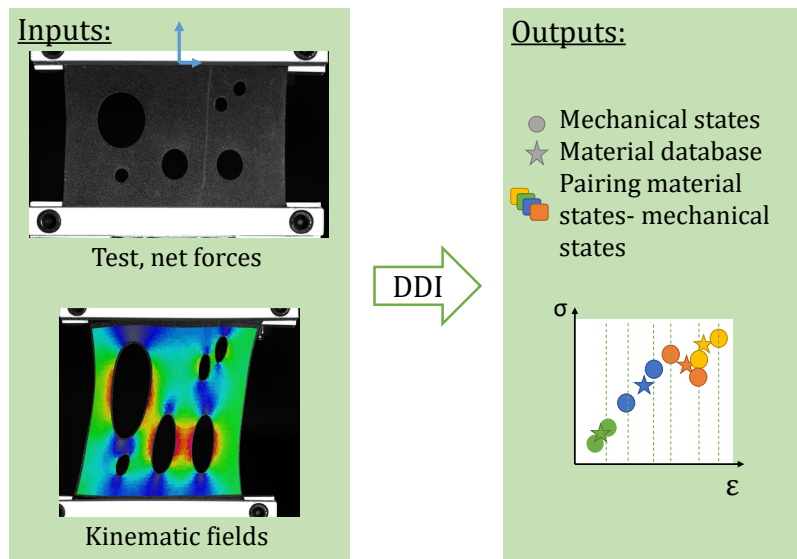 Inputs:
Test, net forces
Kinematic fields
DDI
Outputs:
Mechanical states
Material database
Pairing material
states- mechanical
states
σ
ε